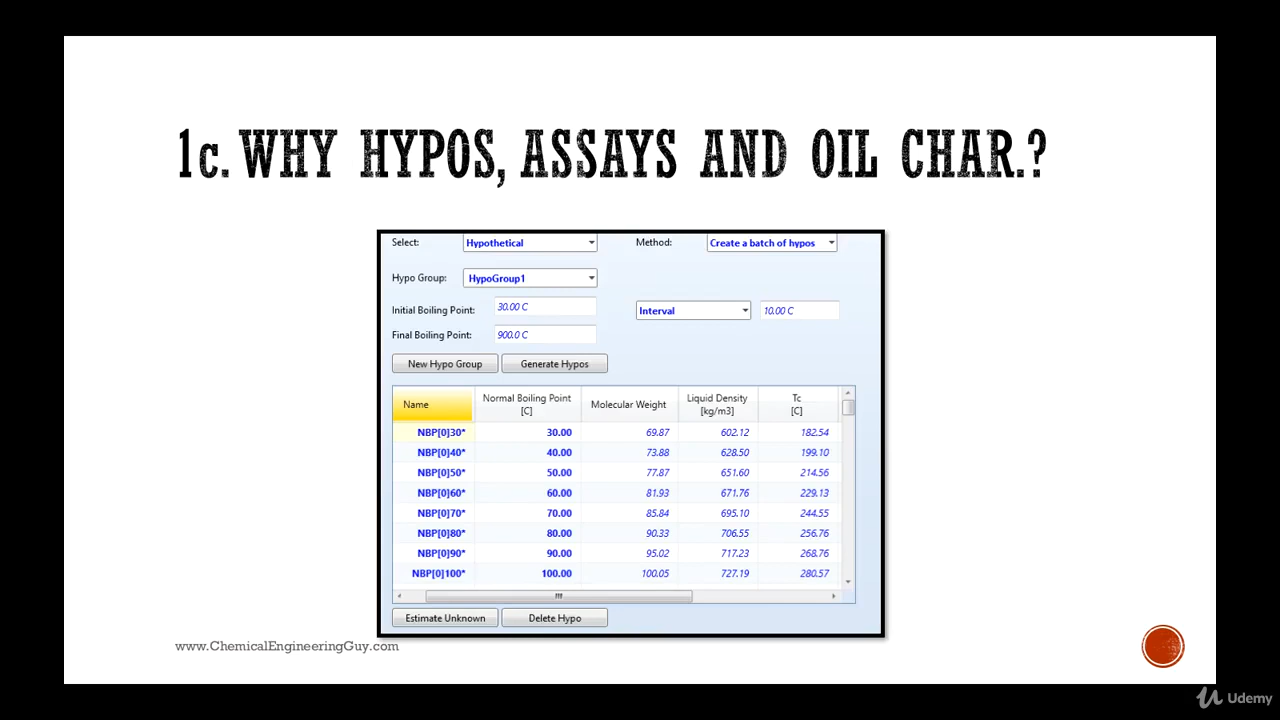 1c. WHY HYPOS, ASSAYS AND OIL CHAR.?
Select: Hypothetical Method: Create a batch of hypos
Hypo Group: HypoGroup1
Initial Boiling Point: 30.00 C Interval 10.00 C
Final Boiling Point: 900.0 C
New Hypo Group Generate Hypos
Name Normal Boiling Point [C] Molecular Weight Liquid Density [kg/m3] Tc [C]
NBP[0]30* 30.00 69.87 602.12 182.54
NBP[0]40* 40.00 73.88 628.50 199.10
NBP[0]50* 50.00 77.87 651.60 214.56
NBP[0]60* 60.00 81.93 671.76 229.13
NBP[0]70* 70.00 85.84 695.10 244.55
NBP[0]80* 80.00 90.33 706.55 256.76
NBP[0]90* 90.00 95.02 717.23 268.76
NBP[0]100* 100.00 100.05 727.19 280.57
Estimate Unknown Delete Hypo
www.ChemicalEngineeringGuy.com
Udemy